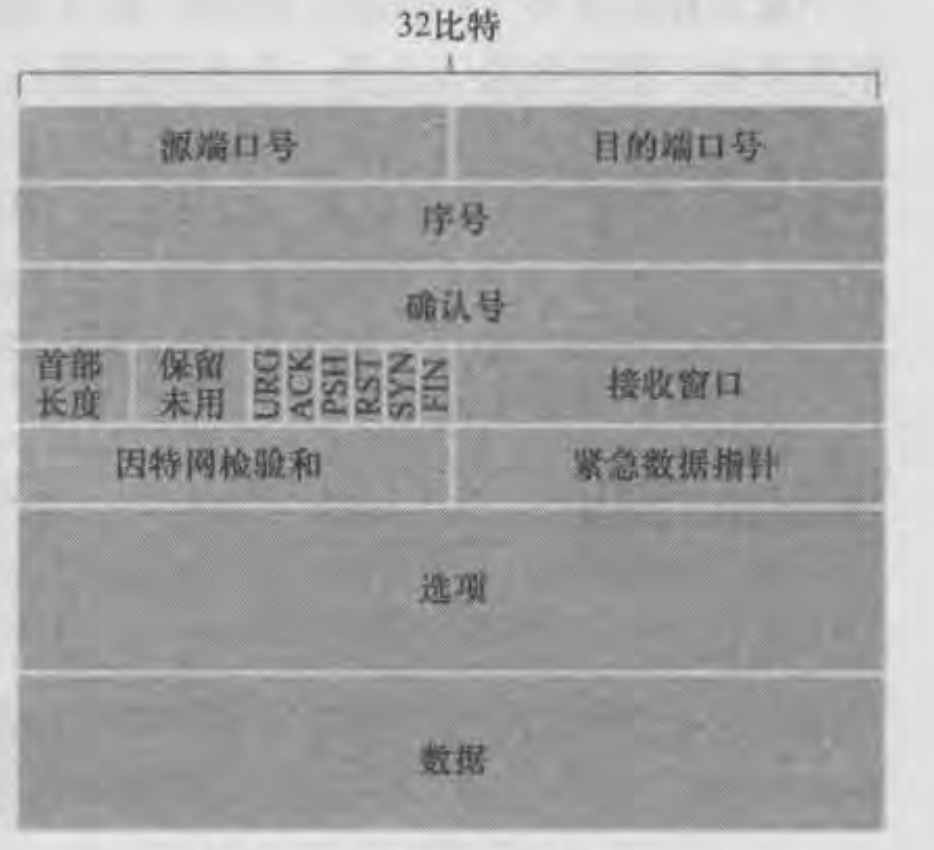 32比特
源端口号 目的端口号
序号
确认号
首部 保留 URG ACK PSH RST SYN FIN 接收窗口
长度 未用
因特网检验和 紧急数据指针
选项
数据